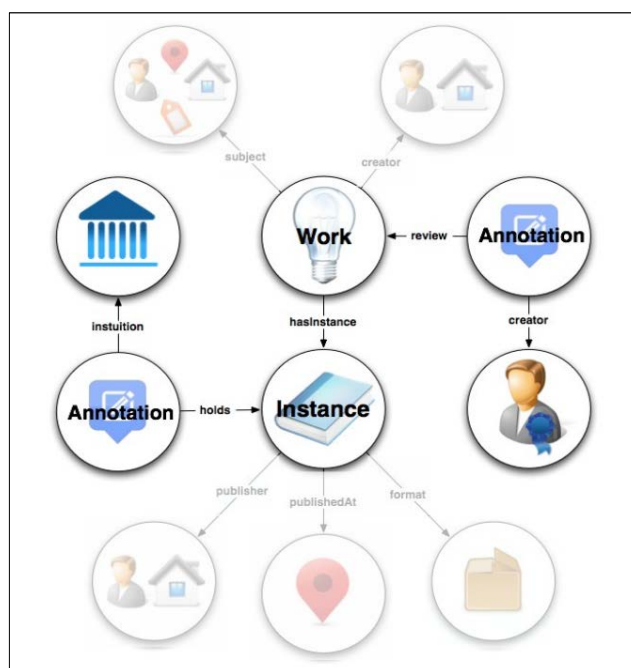 subject
creator
Work
review
Annotation
instuition
hasInstance
creator
Annotation
holds
Instance
publisher
publishedAt
format